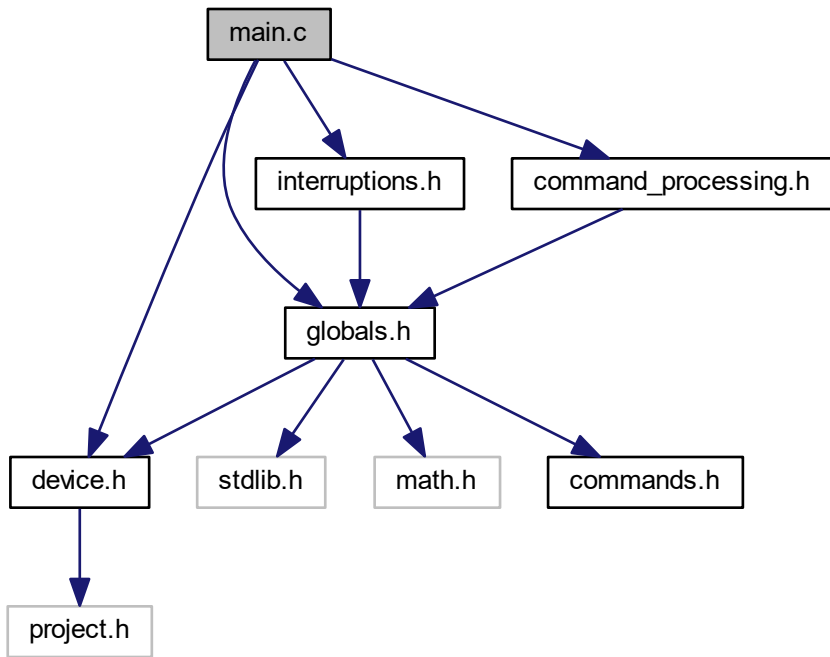 main.c
interruptions.h
command_processing.h
globals.h
device.h
stdlib.h
math.h
commands.h
project.h